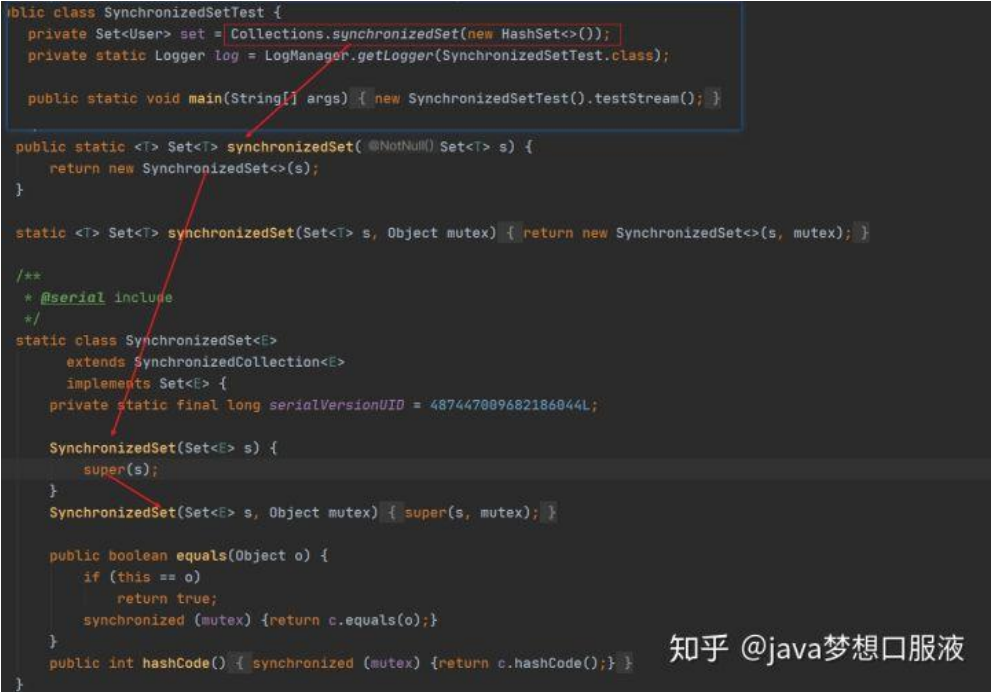 ublic class SynchronizedSetTest {
private Set<User> set = Collections.synchronizedSet(new HashSet<>());
private static Logger log = LogManager.getLogger(SynchronizedSetTest.class);
public static void main(String[] args) { new SynchronizedSetTest().testStream(); }
public static <T> Set<T> synchronizedSet( @NotNull() Set<T> s) {
return new SynchronizedSet<>(s);
}
static <T> Set<T> synchronizedSet(Set<T> s, Object mutex) { return new SynchronizedSet<>(s, mutex); }
/**
* @serial include
*/
static class SynchronizedSet<E>
extends SynchronizedCollection<E>
implements Set<E> {
private static final long serialVersionUID = 487447009682186044L;
SynchronizedSet(Set<E> s) {
super(s);
}
SynchronizedSet(Set<E> s, Object mutex) { super(s, mutex); }
public boolean equals(Object o) {
if (this == o)
return true;
synchronized (mutex) {return c.equals(o);}
}
public int hashCode() { synchronized (mutex) {return c.hashCode();} }
}
知乎 @java梦想口服液